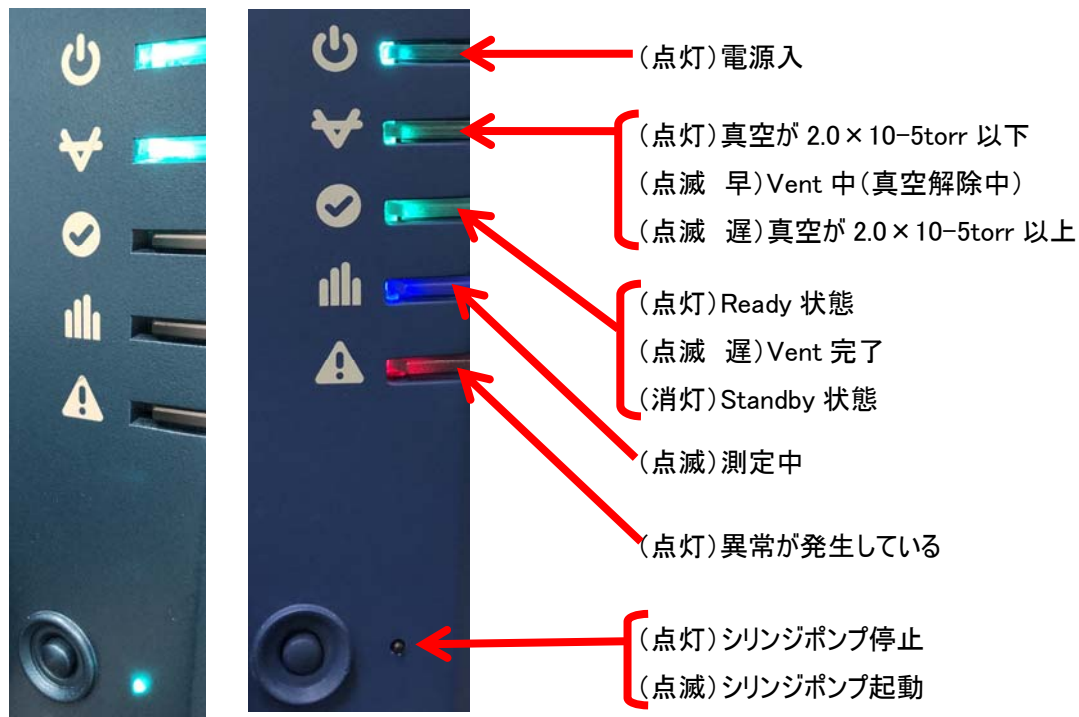 (点灯)電源入
(点灯)真空が 2.0×10-5torr 以下
(点滅 早)Vent 中(真空解除中)
(点滅 遅)真空が 2.0×10-5torr 以上
(点灯)Ready 状態
(点滅 遅)Vent 完了
(消灯)Standby 状態
(点滅)測定中
(点灯)異常が発生している
(点灯)シリンジポンプ停止
(点滅)シリンジポンプ起動